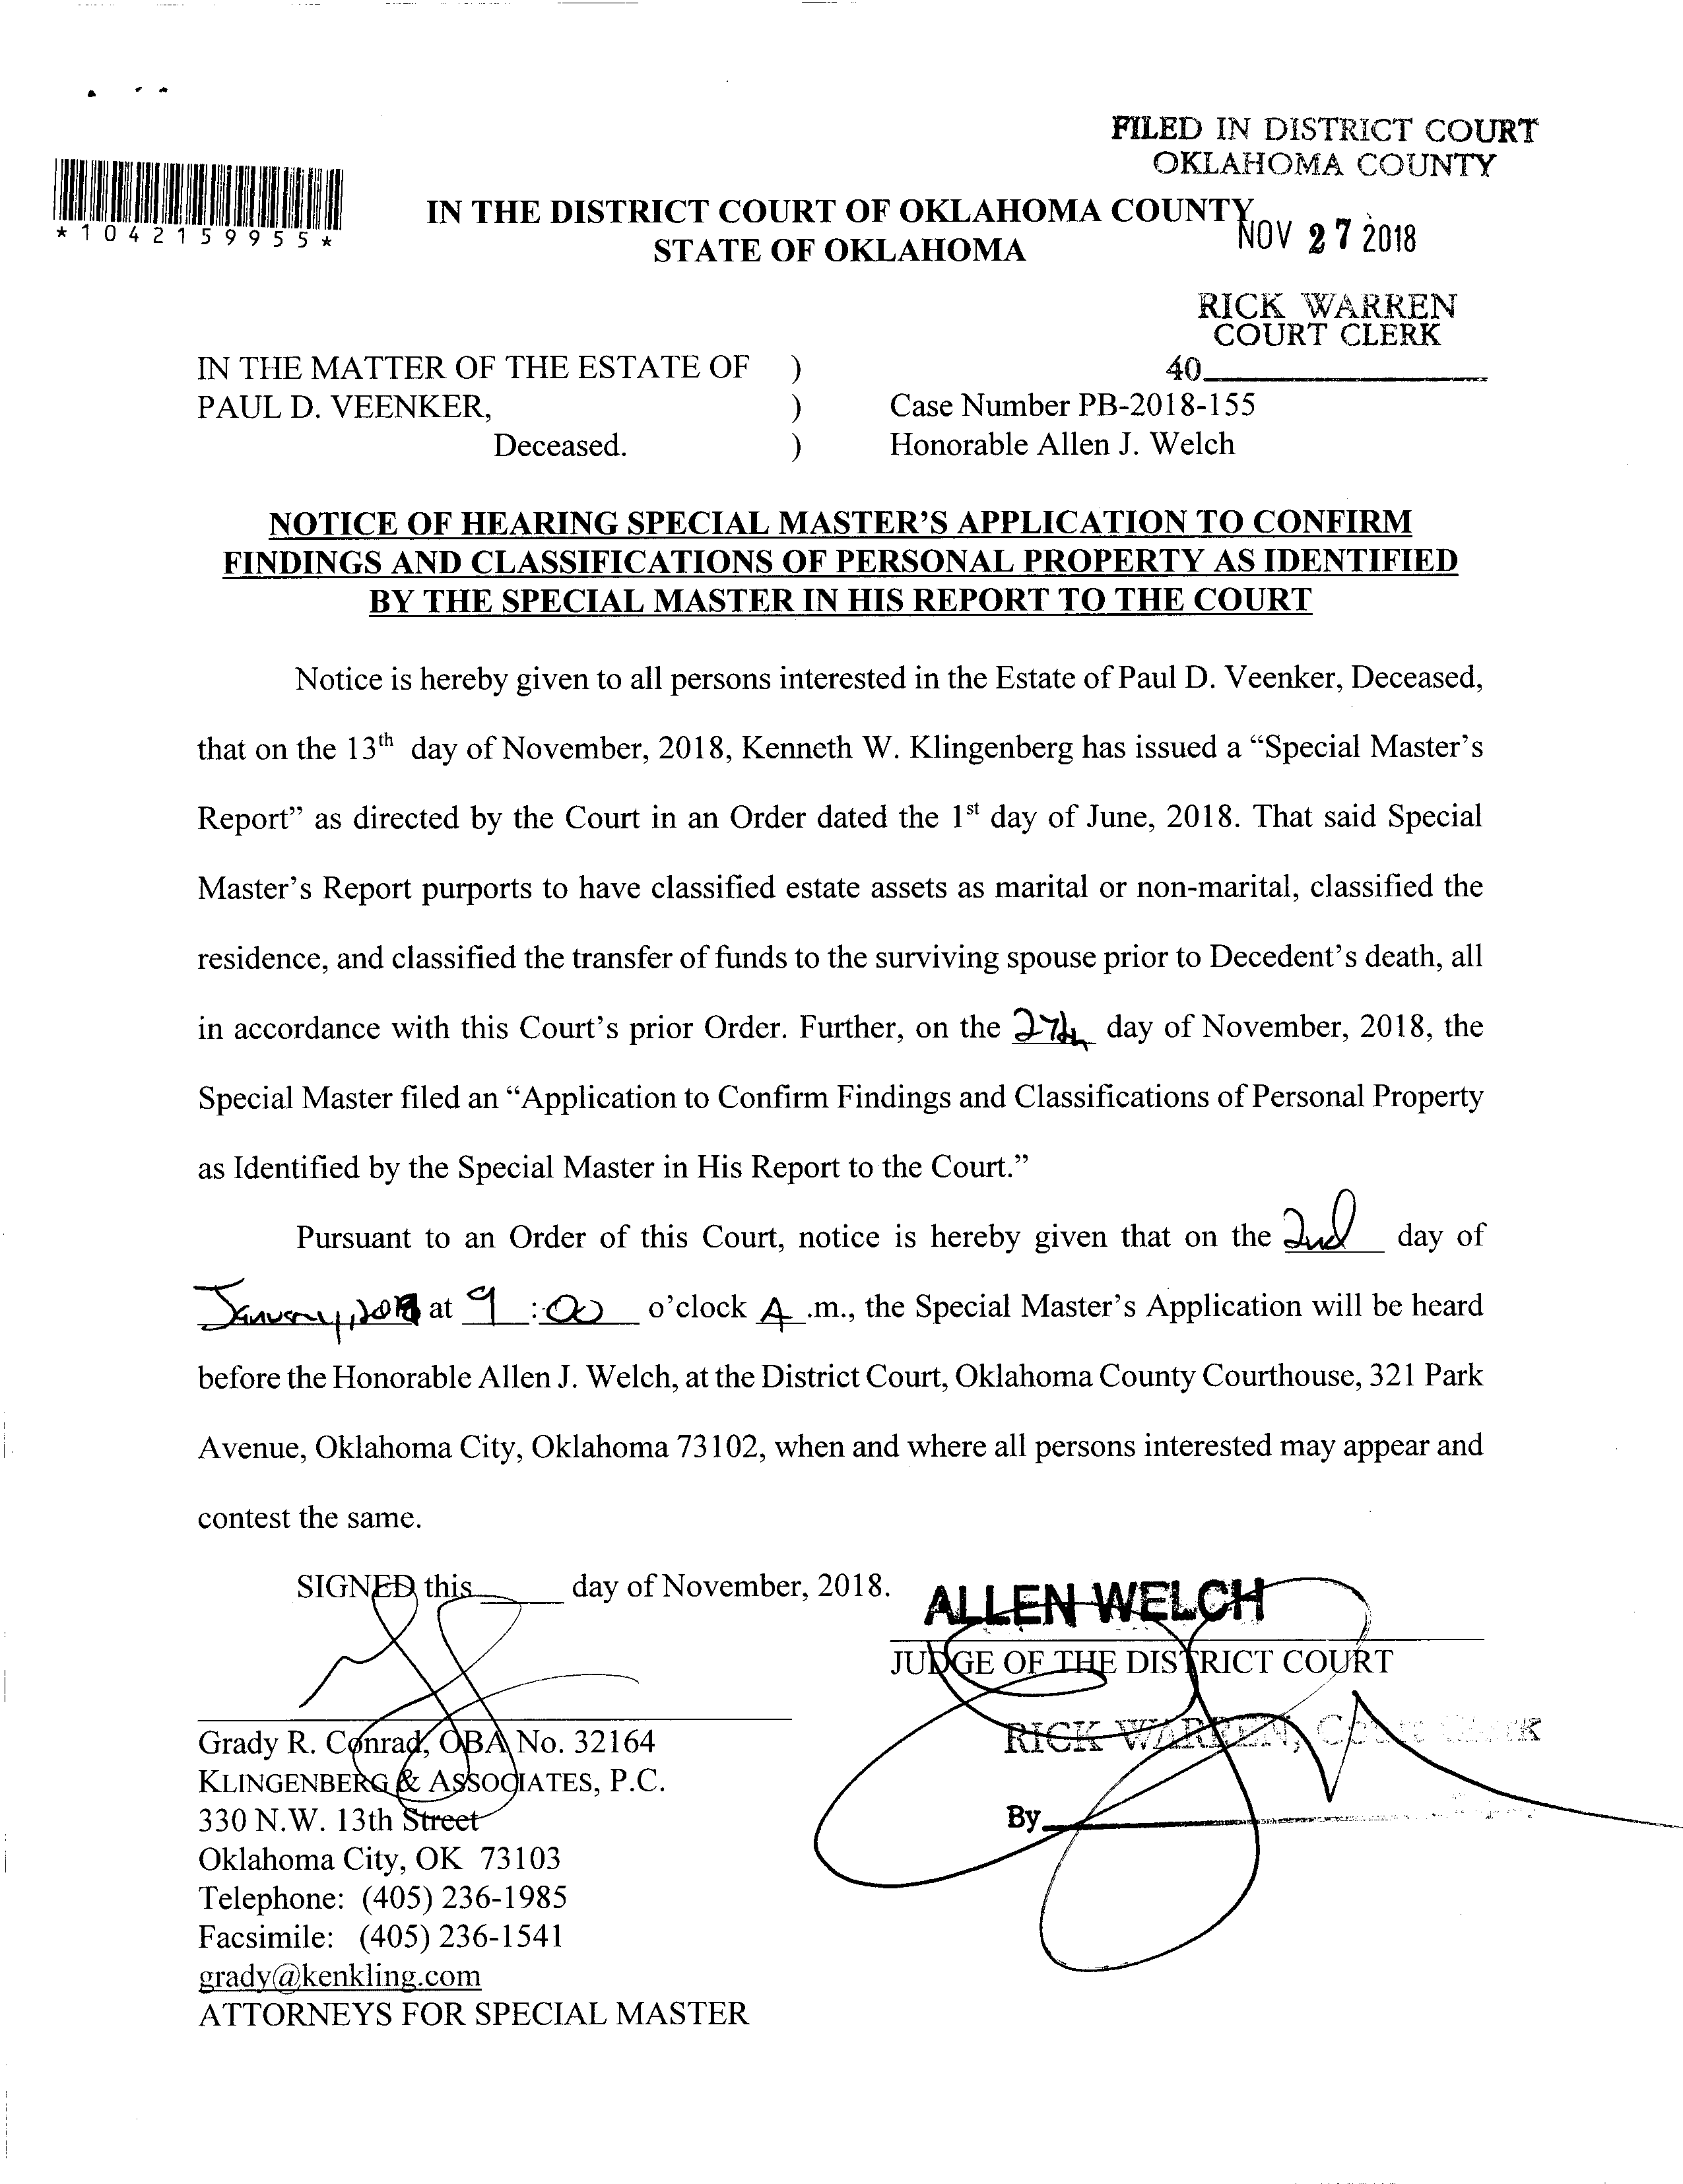 FILED IN DISTRICT COURT
OKLAHOMA COUNTY
*1042159955*
IN THE DISTRICT COURT OF OKLAHOMA COUNTY
STATE OF OKLAHOMA
NOV 27 2018
RICK WARREN
COURT CLERK
40
IN THE MATTER OF THE ESTATE OF )
PAUL D. VEENKER, ) Case Number PB-2018-155
Deceased. ) Honorable Allen J. Welch
NOTICE OF HEARING SPECIAL MASTER'S APPLICATION TO CONFIRM
FINDINGS AND CLASSIFICATIONS OF PERSONAL PROPERTY AS IDENTIFIED
BY THE SPECIAL MASTER IN HIS REPORT TO THE COURT
Notice is hereby given to all persons interested in the Estate of Paul D. Veenker, Deceased,
that on the 13th day of November, 2018, Kenneth W. Klingenberg has issued a “Special Master's
Report” as directed by the Court in an Order dated the 1st day of June, 2018. That said Special
Master's Report purports to have classified estate assets as marital or non-marital, classified the
residence, and classified the transfer of funds to the surviving spouse prior to Decedent's death, all
in accordance with this Court's prior Order. Further, on the 27th day of November, 2018, the
Special Master filed an “Application to Confirm Findings and Classifications of Personal Property
as Identified by the Special Master in His Report to the Court.”
Pursuant to an Order of this Court, notice is hereby given that on the 2nd day of
January, at 9:00 o'clock A.m., the Special Master's Application will be heard
before the Honorable Allen J. Welch, at the District Court, Oklahoma County Courthouse, 321 Park
Avenue, Oklahoma City, Oklahoma 73102, when and where all persons interested may appear and
contest the same.
SIGNED this ____ day of November, 2018.
ALLEN WELCH
JUDGE OF THE DISTRICT COURT
RICK WARREN, Court Clerk
By
Grady R. Conrad, OBA No. 32164
KLINGENBERG & ASSOCIATES, P.C.
330 N.W. 13th Street
Oklahoma City, OK 73103
Telephone: (405) 236-1985
Facsimile: (405) 236-1541
grady@kenkling.com
ATTORNEYS FOR SPECIAL MASTER